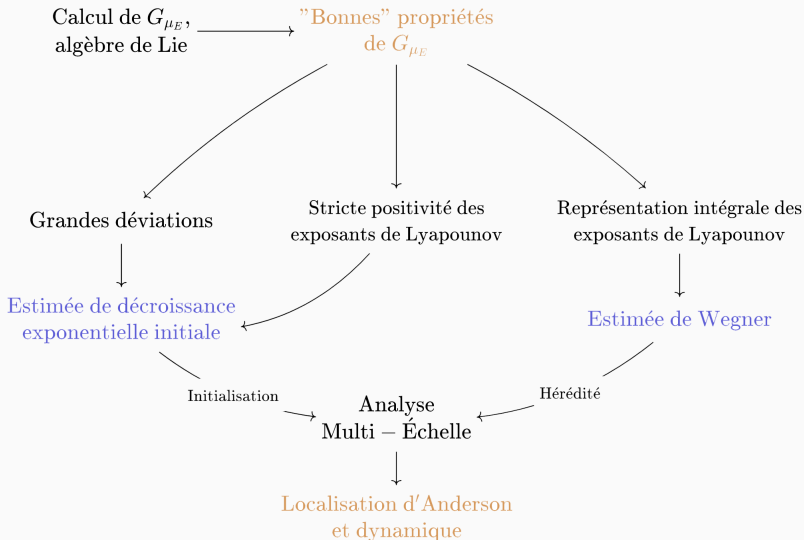 Calcul de $G_{\mu_E}$,
algèbre de Lie
"Bonnes" propriétés
de $G_{\mu_E}$
Grandes déviations
Stricte positivité des
exposants de Lyapounov
Représentation intégrale des
exposants de Lyapounov
Estimée de décroissance
exponentielle initiale
Estimée de Wegner
Initialisation
Hérédité
Analyse
Multi – Échelle
Localisation d'Anderson
et dynamique